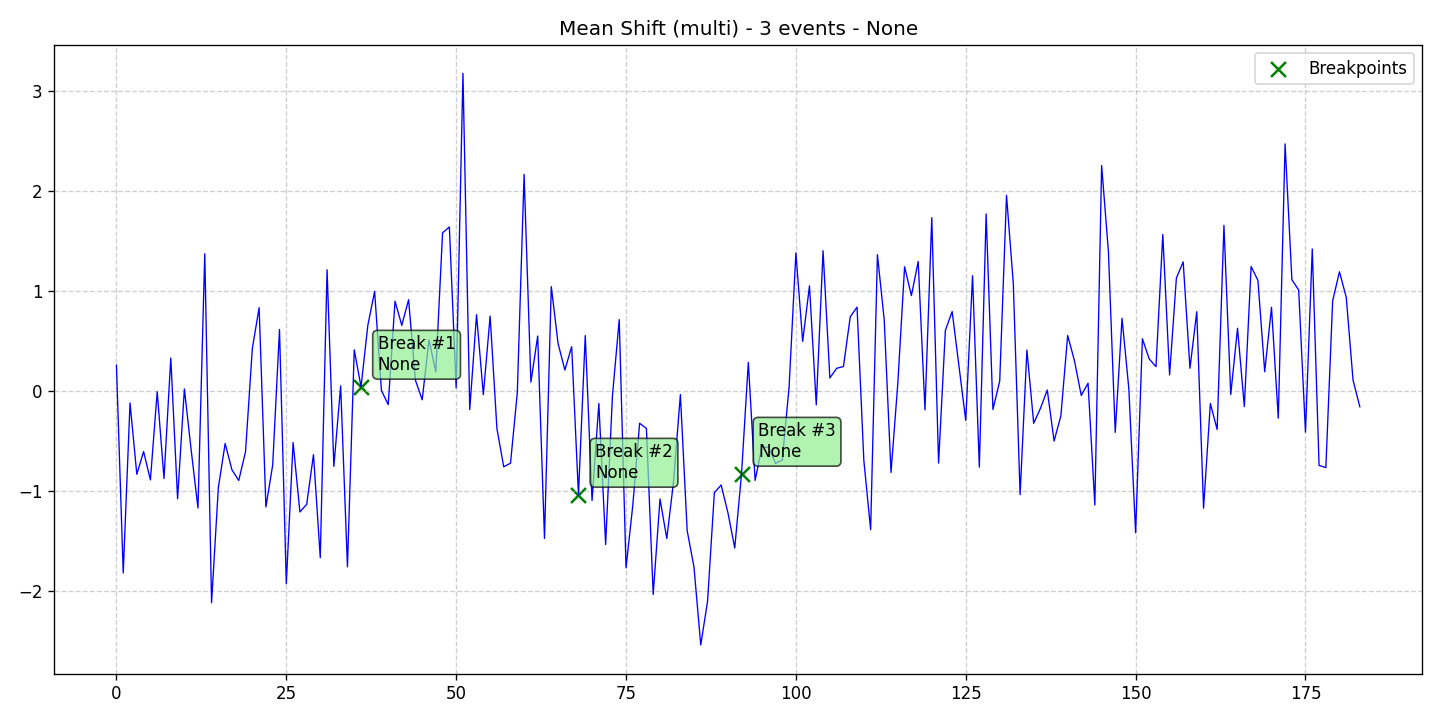 Mean Shift (multi) - 3 events - None
Breakpoints
3
2
1
0
−1
−2
Break #1
None
Break #2
None
Break #3
None
0 25 50 75 100 125 150 175